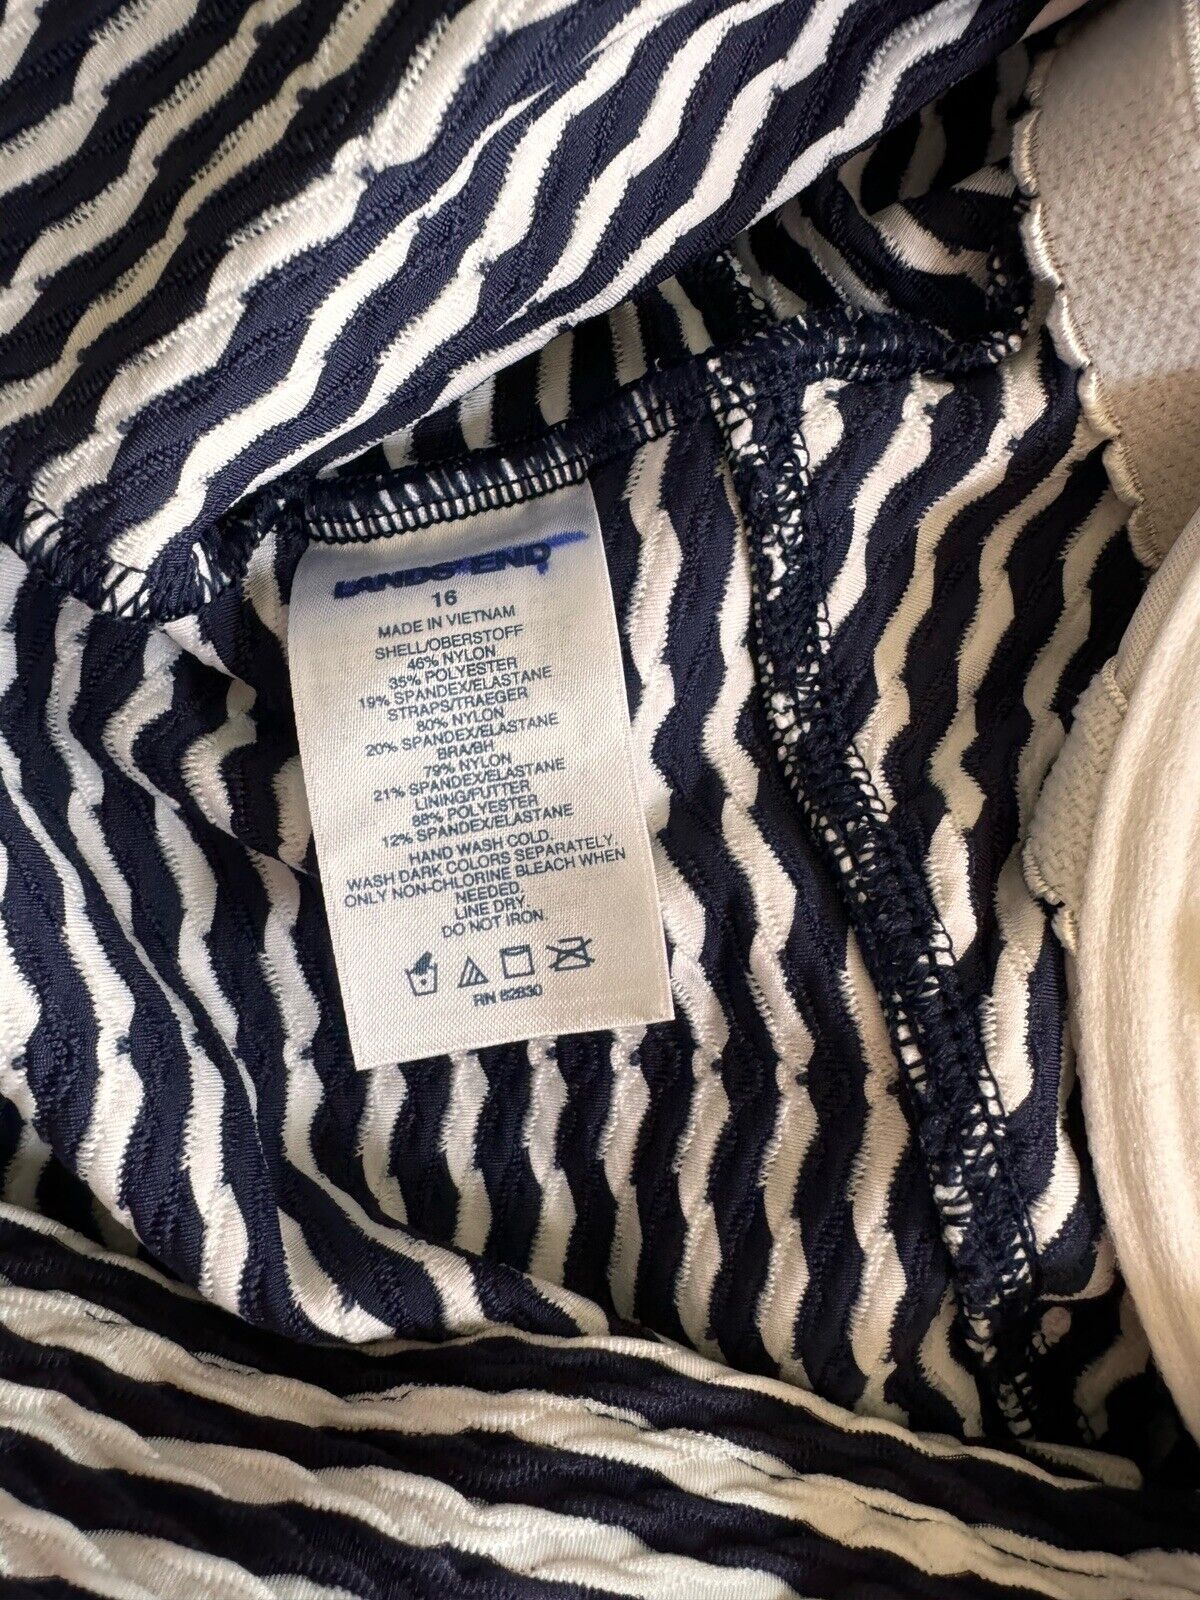 LANDS' END
16
MADE IN VIETNAM
SHELL/OBERSTOFF
46% NYLON
35% POLYESTER
19% SPANDEX/ELASTANE
STRAPS/TRAEGER
80% NYLON
20% SPANDEX/ELASTANE
BRA/BH
79% NYLON
21% SPANDEX/ELASTANE
LINING/FUTTER
88% POLYESTER
12% SPANDEX/ELASTANE
HAND WASH COLD.
WASH DARK COLORS SEPARATELY.
ONLY NON-CHLORINE BLEACH WHEN
NEEDED.
LINE DRY.
DO NOT IRON.
RN 62830